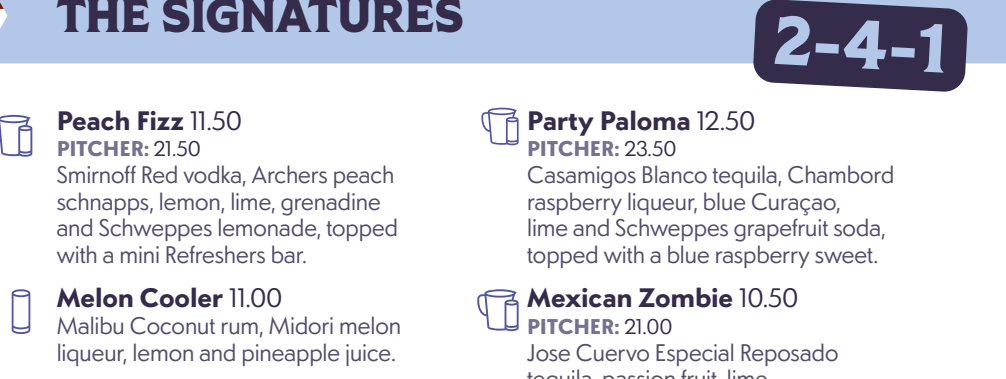 THE SIGNATURES
2-4-1
Peach Fizz 11.50
PITCHER: 21.50
Smirnoff Red vodka, Archers peach
schnapps, lemon, lime, grenadine
and Schweppes lemonade, topped
with a mini Refreshers bar.
Melon Cooler 11.00
Malibu Coconut rum, Midori melon
liqueur, lemon and pineapple juice.
Party Paloma 12.50
PITCHER: 23.50
Casamigos Blanco tequila, Chambord
raspberry liqueur, blue Curaçao,
lime and Schweppes grapefruit soda,
topped with a blue raspberry sweet.
Mexican Zombie 10.50
PITCHER: 21.00
Jose Cuervo Especial Reposado
tequila, passion fruit, lime